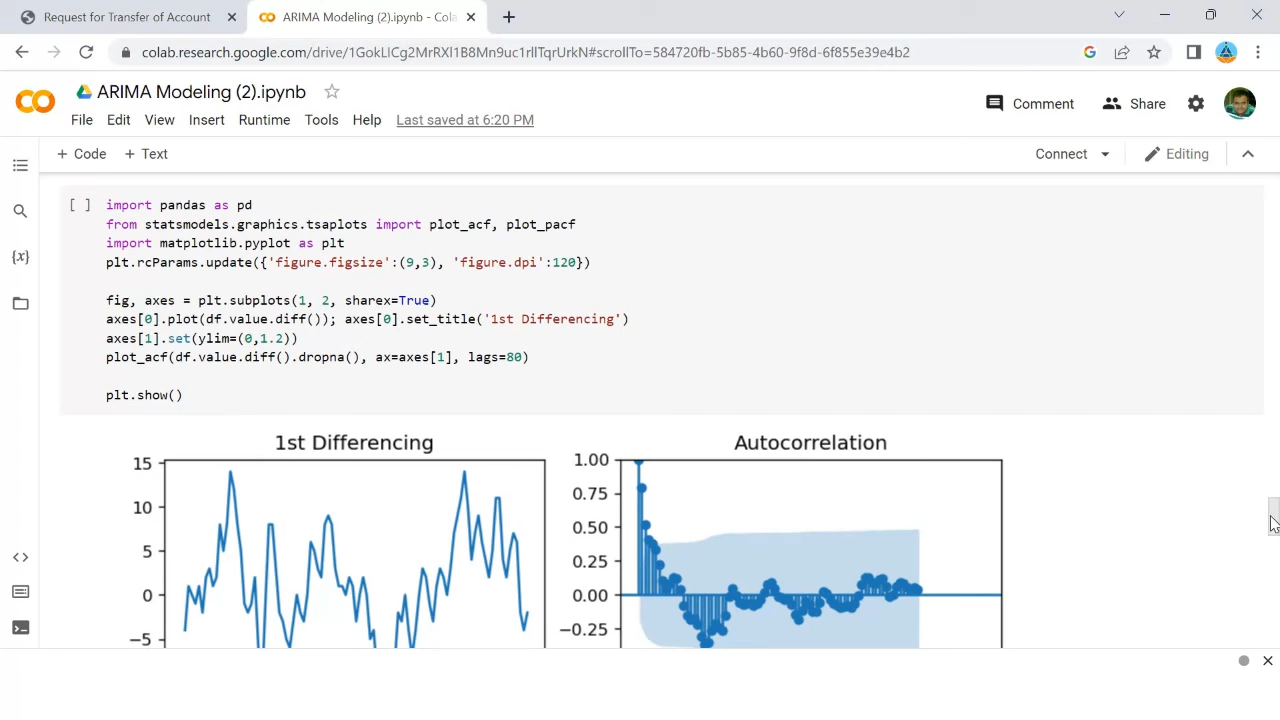 Request for Transfer of Account
ARIMA Modeling (2).ipynb - Cola
colab.research.google.com/drive/1GokLICg2MrRXI1B8Mn9uc1rlITqrUrkN#scrollTo=584720fb-5b85-4b60-9f8d-6f855e39e4b2
ARIMA Modeling (2).ipynb
File Edit View Insert Runtime Tools Help Last saved at 6:20 PM
Comment Share
+ Code + Text
Connect Editing
{x}
[ ] import pandas as pd
from statsmodels.graphics.tsaplots import plot_acf, plot_pacf
import matplotlib.pyplot as plt
plt.rcParams.update({'figure.figsize':(9,3), 'figure.dpi':120})
fig, axes = plt.subplots(1, 2, sharex=True)
axes[0].plot(df.value.diff()); axes[0].set_title('1st Differencing')
axes[1].set(ylim=(0,1.2))
plot_acf(df.value.diff().dropna(), ax=axes[1], lags=80)
plt.show()
1st Differencing
15
10
5
0
−5
Autocorrelation
1.00
0.75
0.50
0.25
0.00
−0.25